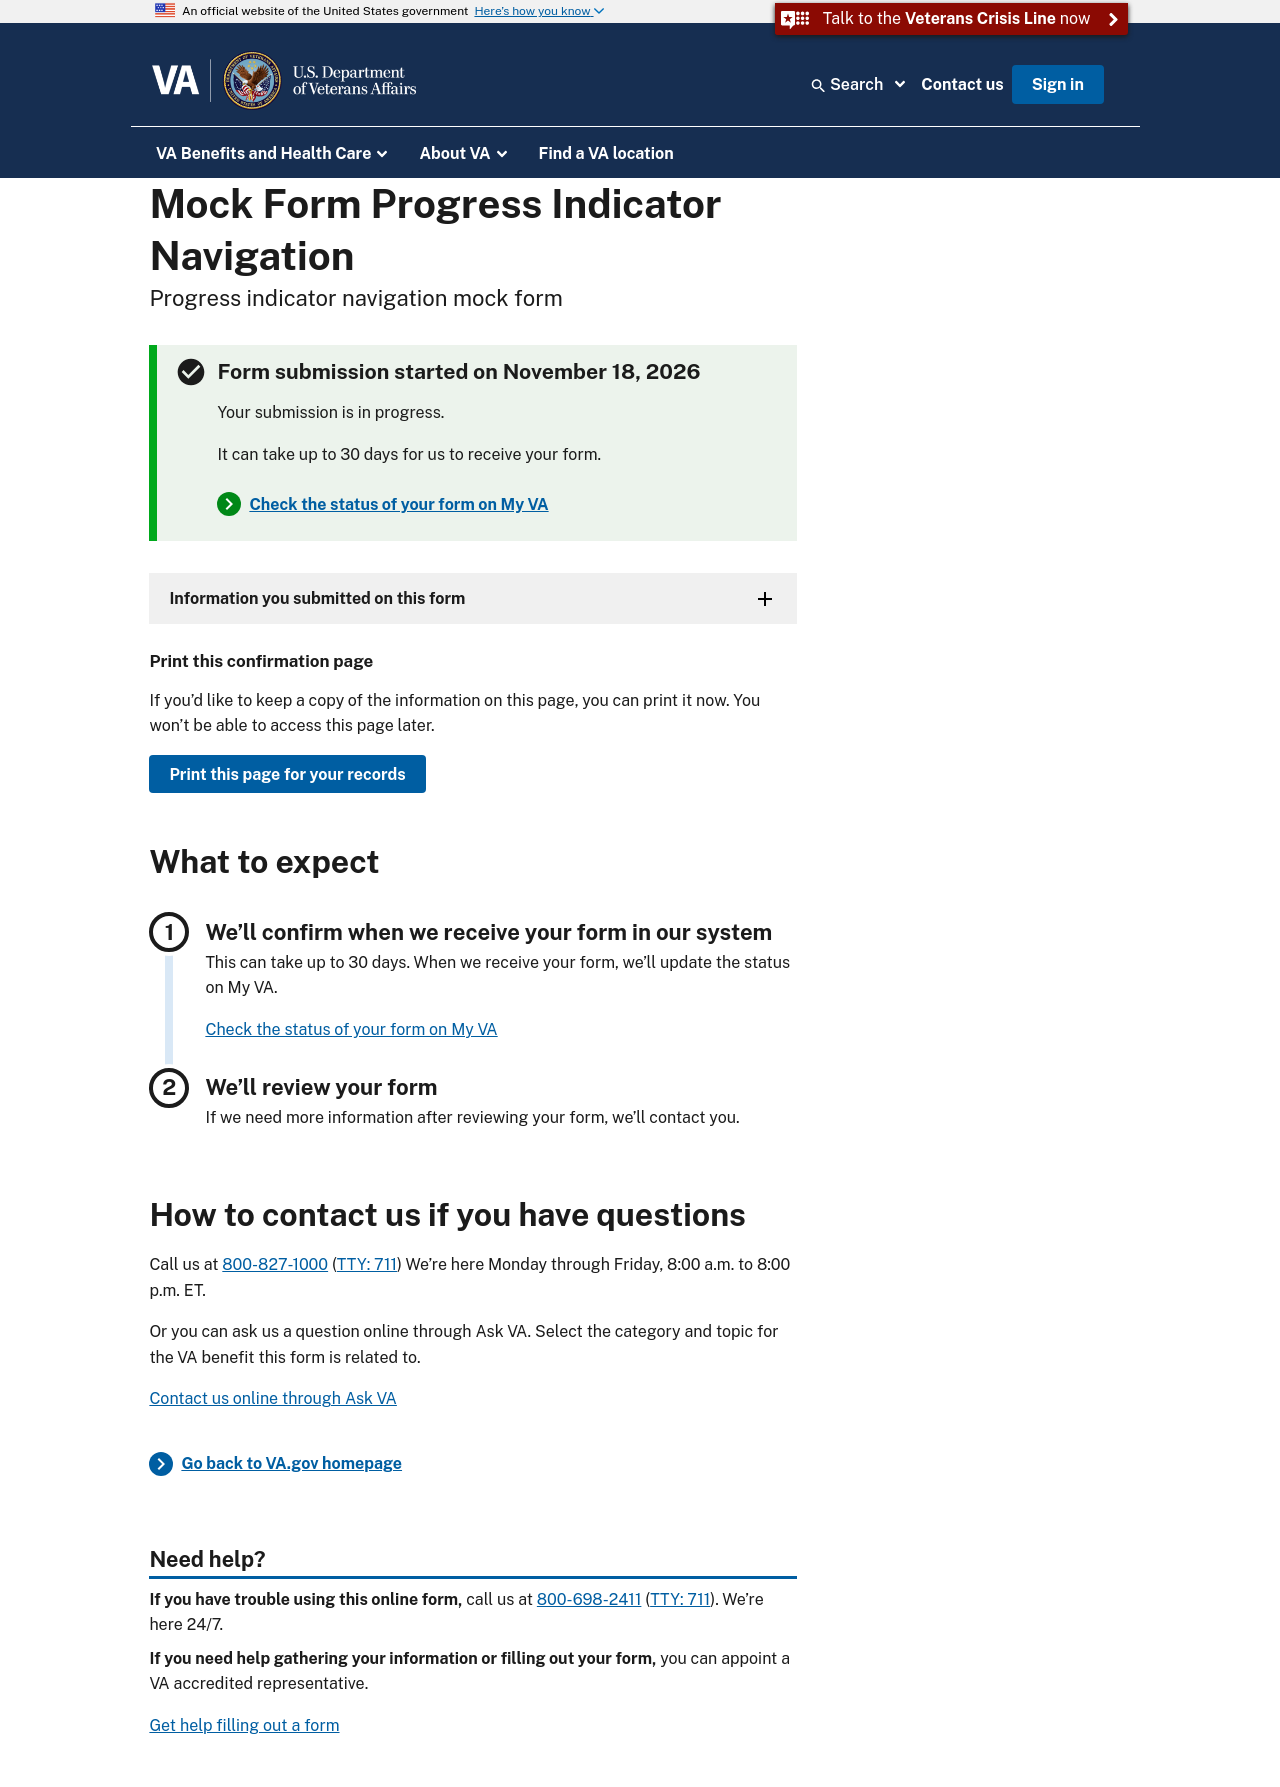 An official website of the United States government Here's how you know
Talk to the Veterans Crisis Line now
VA
U.S. Department
of Veterans Affairs
Search
Contact us
Sign in
VA Benefits and Health Care
About VA
Find a VA location
Mock Form Progress Indicator
Navigation
Progress indicator navigation mock form
Form submission started on November 18, 2026
Your submission is in progress.
It can take up to 30 days for us to receive your form.
Check the status of your form on My VA
Information you submitted on this form
Print this confirmation page
If you’d like to keep a copy of the information on this page, you can print it now. You
won’t be able to access this page later.
Print this page for your records
What to expect
1 We’ll confirm when we receive your form in our system
This can take up to 30 days. When we receive your form, we’ll update the status
on My VA.
Check the status of your form on My VA
2 We’ll review your form
If we need more information after reviewing your form, we’ll contact you.
How to contact us if you have questions
Call us at 800-827-1000 (TTY: 711) We’re here Monday through Friday, 8:00 a.m. to 8:00
p.m. ET.
Or you can ask us a question online through Ask VA. Select the category and topic for
the VA benefit this form is related to.
Contact us online through Ask VA
Go back to VA.gov homepage
Need help?
If you have trouble using this online form, call us at 800-698-2411 (TTY: 711). We’re
here 24/7.
If you need help gathering your information or filling out your form, you can appoint a
VA accredited representative.
Get help filling out a form